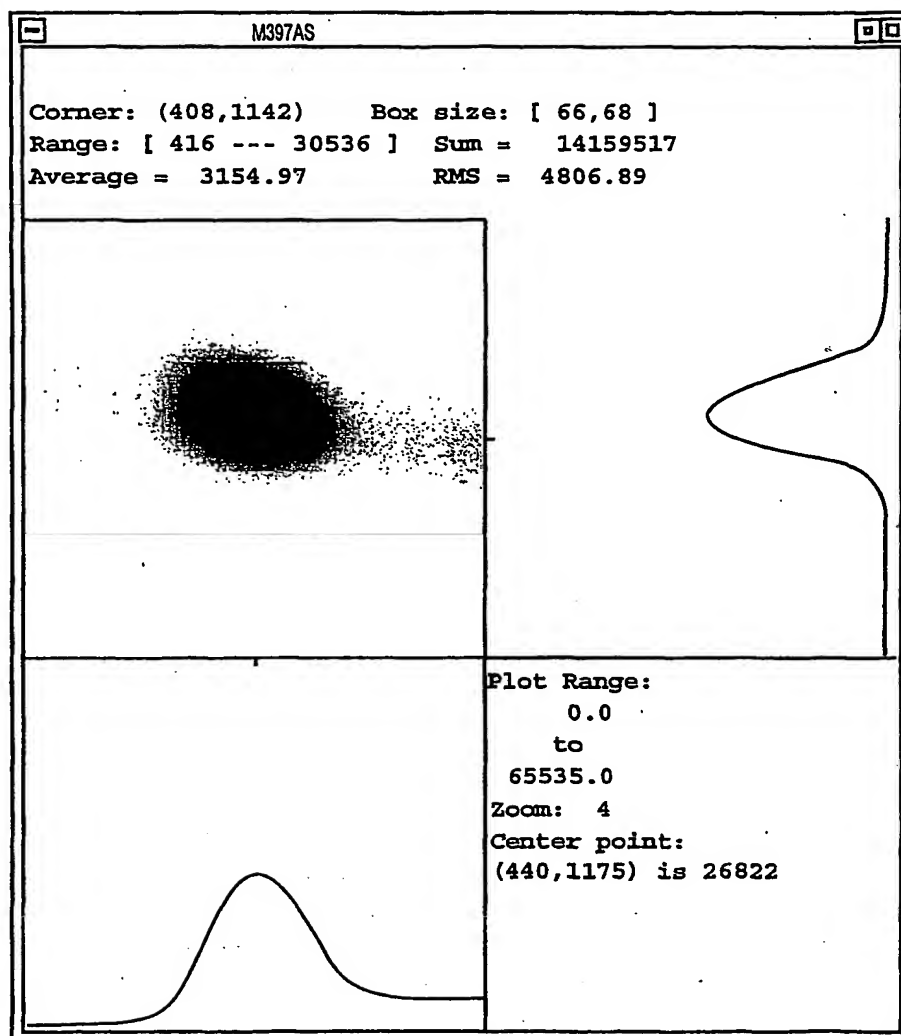 M397AS
Corner: (408,1142) Box size: [ 66,68 ]
Range: [ 416 --- 30536 ] Sum = 14159517
Average = 3154.97 RMS = 4806.89
Plot Range:
0.0
to
65535.0
Zoom: 4
Center point:
(440,1175) is 26822